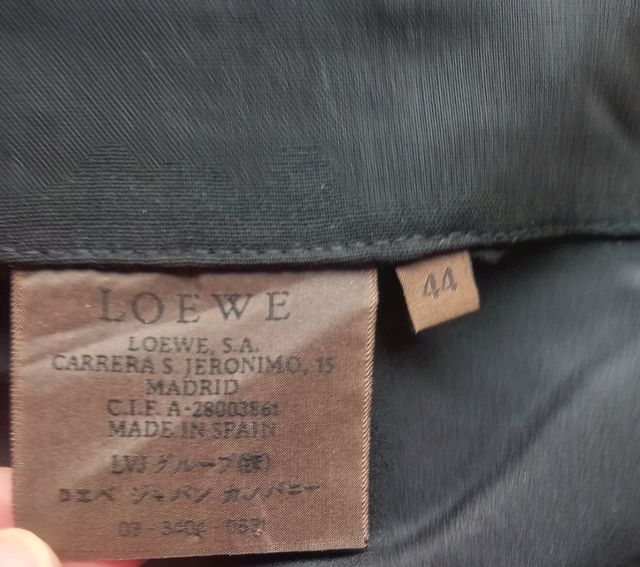 LOEWE
LOEWE, S.A.
CARRERA S. JERONIMO, 15
MADRID
C.I.F. A-28003861
MADE IN SPAIN
LVJ グループ(株)
ロエベ ジャパン カンパニー
44